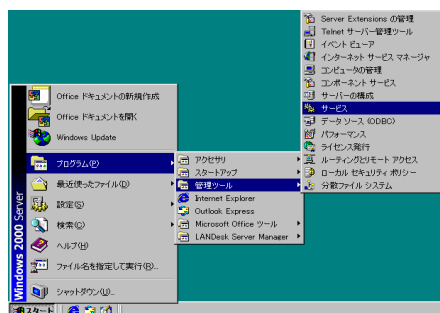 Server Extensions の管理
Telnet サーバー管理ツール
イベント ビューア
インターネット サービス マネージャ
コンピュータの管理
コンポーネント サービス
サーバーの構成
サービス
データ ソース (ODBC)
パフォーマンス
ライセンス発行
ルーティングとリモート アクセス
ローカル セキュリティ ポリシー
分散ファイル システム
Office ドキュメントの新規作成
Office ドキュメントを開く
Windows Update
プログラム(P)
最近使ったファイル(D)
設定(S)
検索(C)
ヘルプ(H)
ファイル名を指定して実行(R)...
シャットダウン(U)...
アクセサリ
スタートアップ
管理ツール
Internet Explorer
Outlook Express
Microsoft Office ツール
LANDesk Server Manager
Windows 2000 Server
スタート